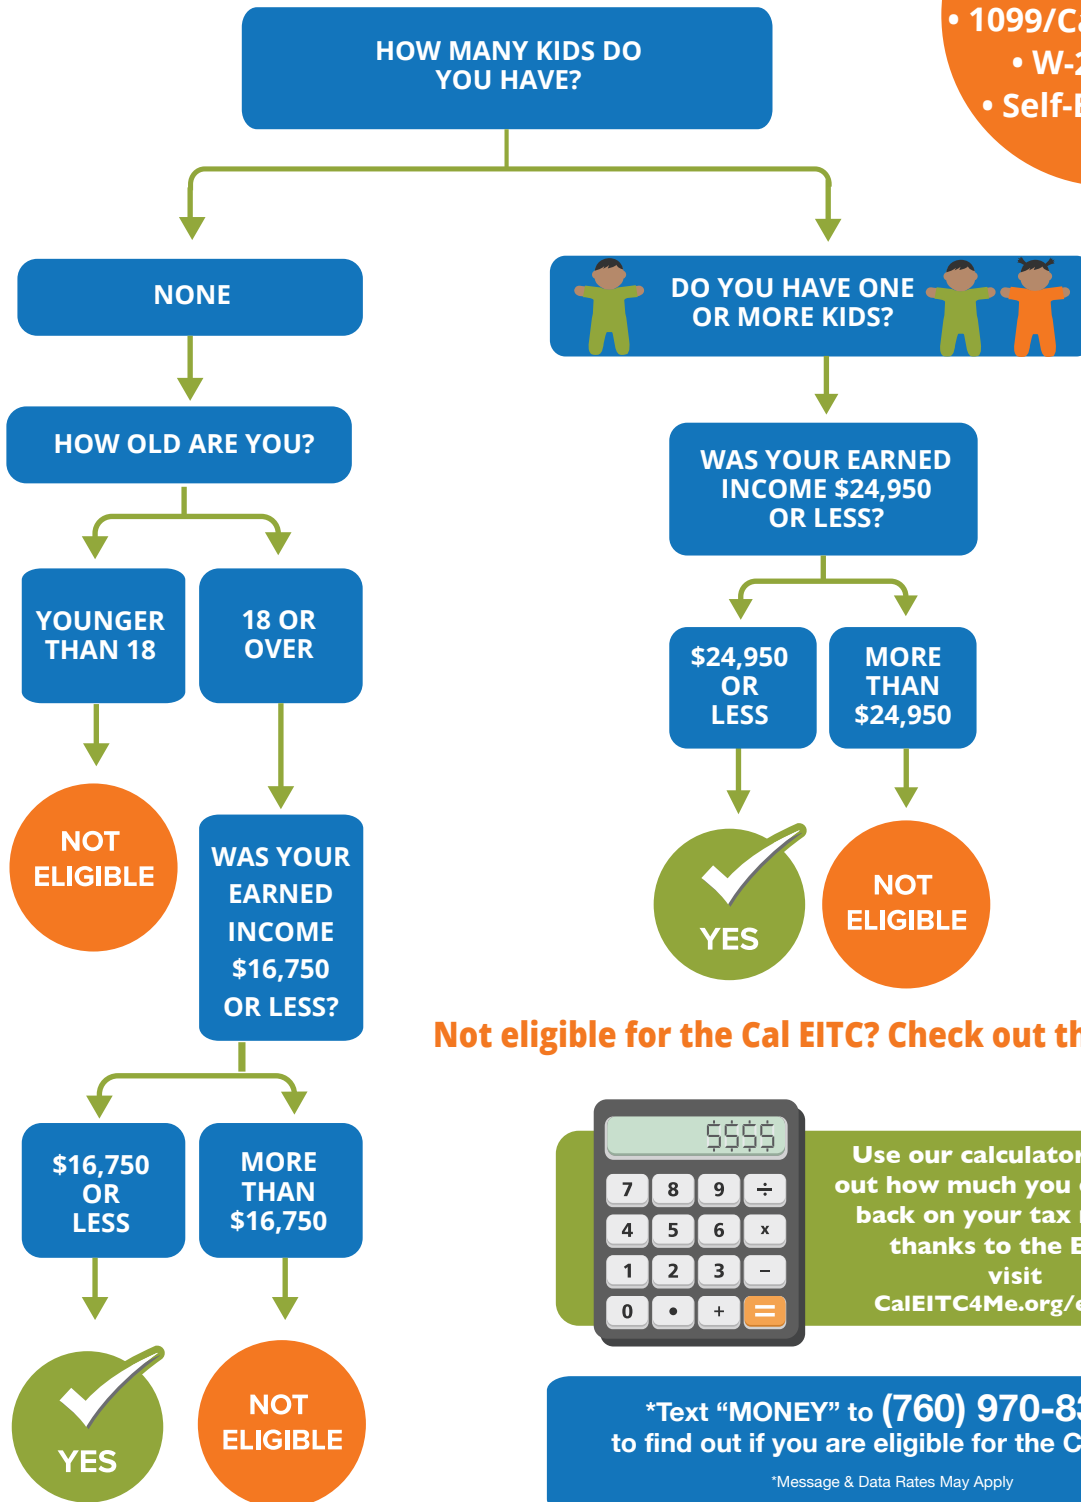 • 1099/Ca
• W-2
• Self-E
HOW MANY KIDS DO
YOU HAVE?
NONE
DO YOU HAVE ONE
OR MORE KIDS?
HOW OLD ARE YOU?
WAS YOUR EARNED
INCOME $24,950
OR LESS?
YOUNGER
THAN 18
18 OR
OVER
$24,950
OR
LESS
MORE
THAN
$24,950
NOT
ELIGIBLE
WAS YOUR
EARNED
INCOME
$16,750
OR LESS?
YES
NOT
ELIGIBLE
Not eligible for the Cal EITC? Check out th
$16,750
OR
LESS
MORE
THAN
$16,750
YES
NOT
ELIGIBLE
$$$$
7 8 9 ÷
4 5 6 x
1 2 3 −
0 • + =
Use our calculator
out how much you
back on your tax
thanks to the E
visit
CalEITC4Me.org/e
*Text “MONEY” to (760) 970-83
to find out if you are eligible for the C
*Message & Data Rates May Apply